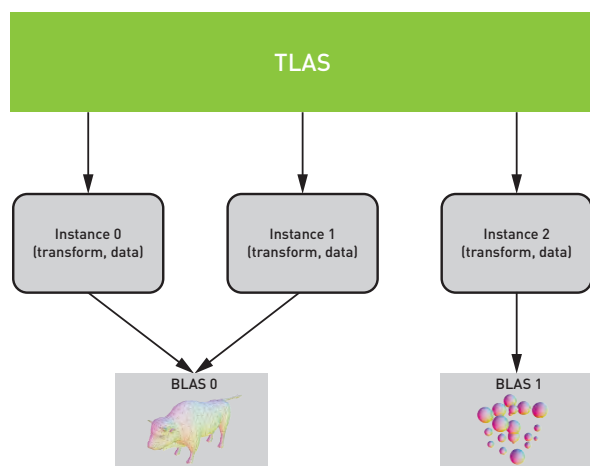 TLAS
Instance 0
(transform, data)
Instance 1
(transform, data)
Instance 2
(transform, data)
BLAS 0
BLAS 1